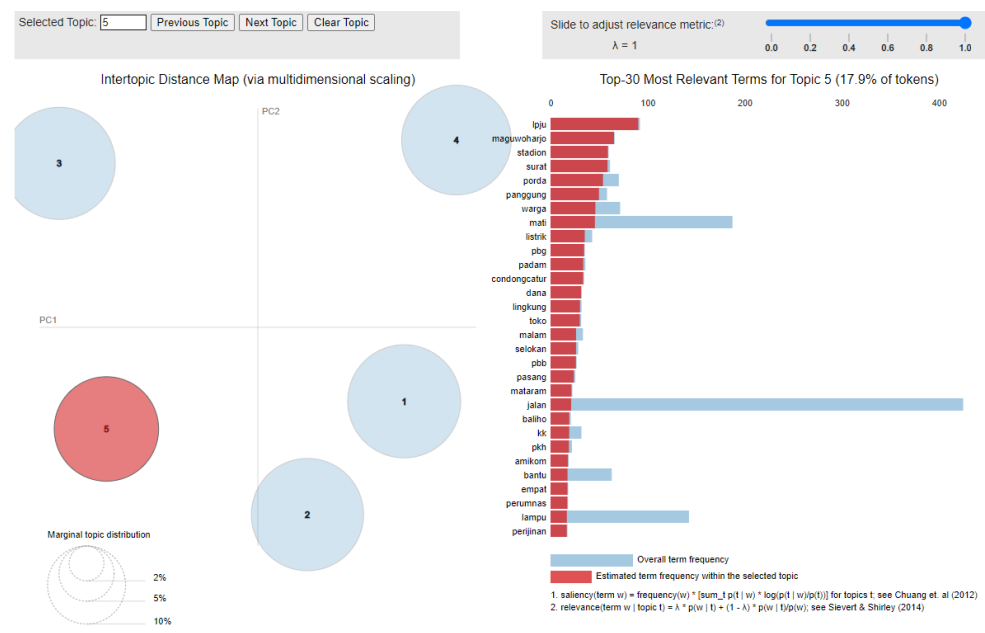 Selected Topic: 5 Previous Topic Next Topic Clear Topic
Slide to adjust relevance metric:(2)
λ = 1
0.0 0.2 0.4 0.6 0.8 1.0
Intertopic Distance Map (via multidimensional scaling)
PC2
PC1
3
4
1
5
2
Marginal topic distribution
2%
5%
10%
Top-30 Most Relevant Terms for Topic 5 (17.9% of tokens)
0 100 200 300 400
lpju
maguwoharjo
stadion
surat
porda
panggung
warga
mati
listrik
pbg
padam
condongcatur
dana
lingkung
toko
malam
selokan
pbb
pasang
mataram
jalan
baliho
kk
pkh
amikom
bantu
empat
perumnas
lampu
perijinan
Overall term frequency
Estimated term frequency within the selected topic
1. saliency(term w) = frequency(w) * [sum_t p(t | w) * log(p(t | w)/p(t))] for topics t; see Chuang et. al (2012)
2. relevance(term w | topic t) = λ * p(w | t) + (1 - λ) * p(w | t)/p(w); see Sievert & Shirley (2014)